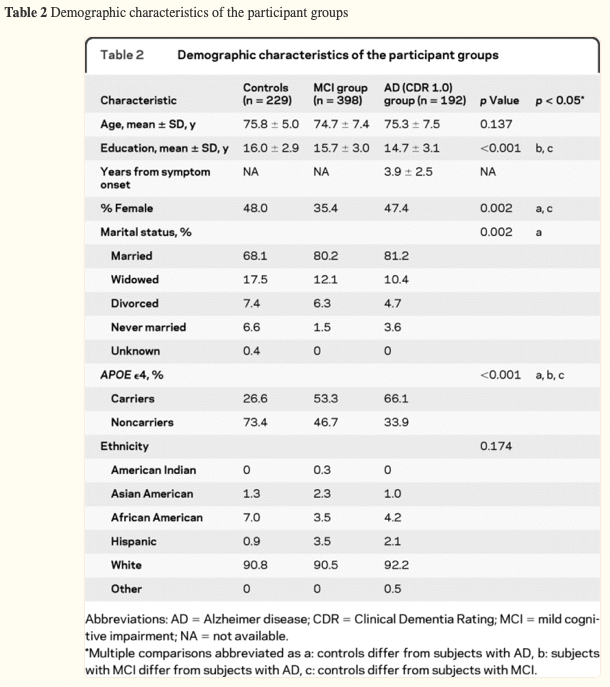 Table 2 Demographic characteristics of the participant groups
Table 2 Demographic characteristics of the participant groups
Characteristic Controls (n = 229) MCI group (n = 398) AD (CDR 1.0) group (n = 192) p Value p < 0.05*
Age, mean ± SD, y 75.8 ± 5.0 74.7 ± 7.4 75.3 ± 7.5 0.137
Education, mean ± SD, y 16.0 ± 2.9 15.7 ± 3.0 14.7 ± 3.1 <0.001 b, c
Years from symptom onset NA NA 3.9 ± 2.5 NA
% Female 48.0 35.4 47.4 0.002 a, c
Marital status, % 0.002 a
Married 68.1 80.2 81.2
Widowed 17.5 12.1 10.4
Divorced 7.4 6.3 4.7
Never married 6.6 1.5 3.6
Unknown 0.4 0 0
APOE ε4, % <0.001 a, b, c
Carriers 26.6 53.3 66.1
Noncarriers 73.4 46.7 33.9
Ethnicity 0.174
American Indian 0 0.3 0
Asian American 1.3 2.3 1.0
African American 7.0 3.5 4.2
Hispanic 0.9 3.5 2.1
White 90.8 90.5 92.2
Other 0 0 0.5
Abbreviations: AD = Alzheimer disease; CDR = Clinical Dementia Rating; MCI = mild cogni-
tive impairment; NA = not available.
*Multiple comparisons abbreviated as a: controls differ from subjects with AD, b: subjects
with MCI differ from subjects with AD, c: controls differ from subjects with MCI.